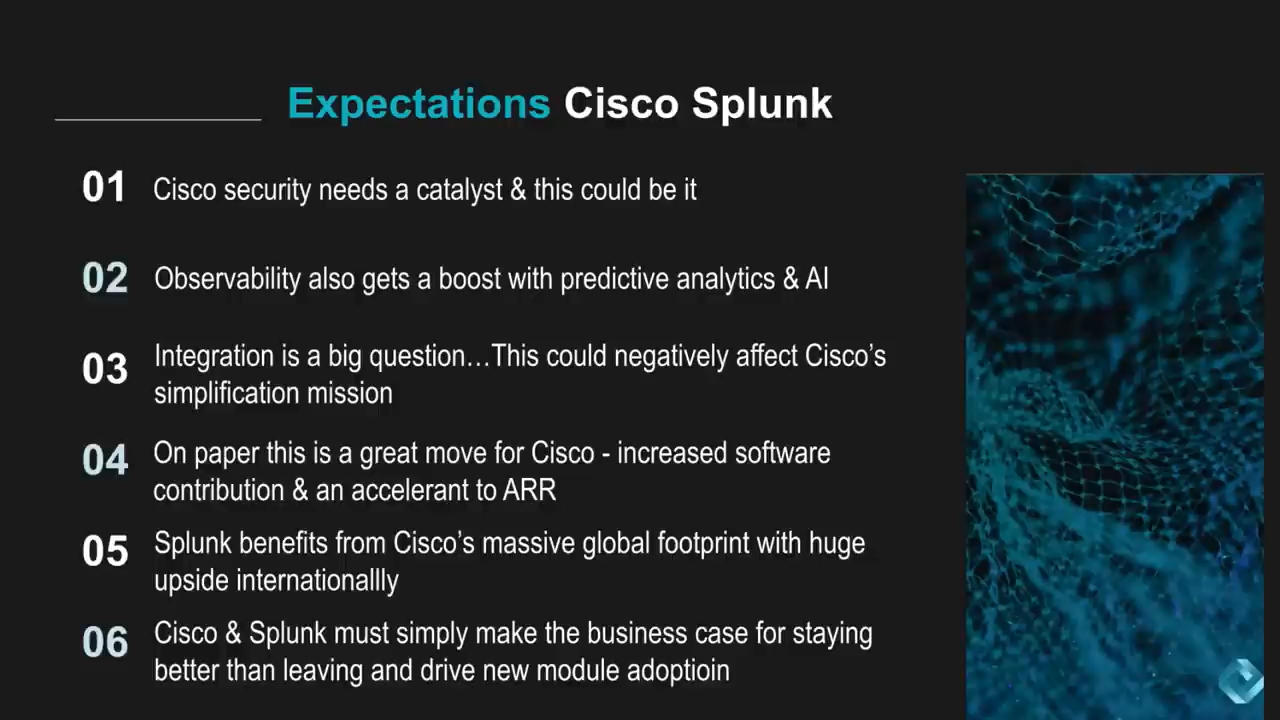 Expectations Cisco Splunk
01 Cisco security needs a catalyst & this could be it
02 Observability also gets a boost with predictive analytics & AI
03 Integration is a big question…This could negatively affect Cisco’s
simplification mission
04 On paper this is a great move for Cisco - increased software
contribution & an accelerant to ARR
05 Splunk benefits from Cisco’s massive global footprint with huge
upside internationallly
06 Cisco & Splunk must simply make the business case for staying
better than leaving and drive new module adoptioin